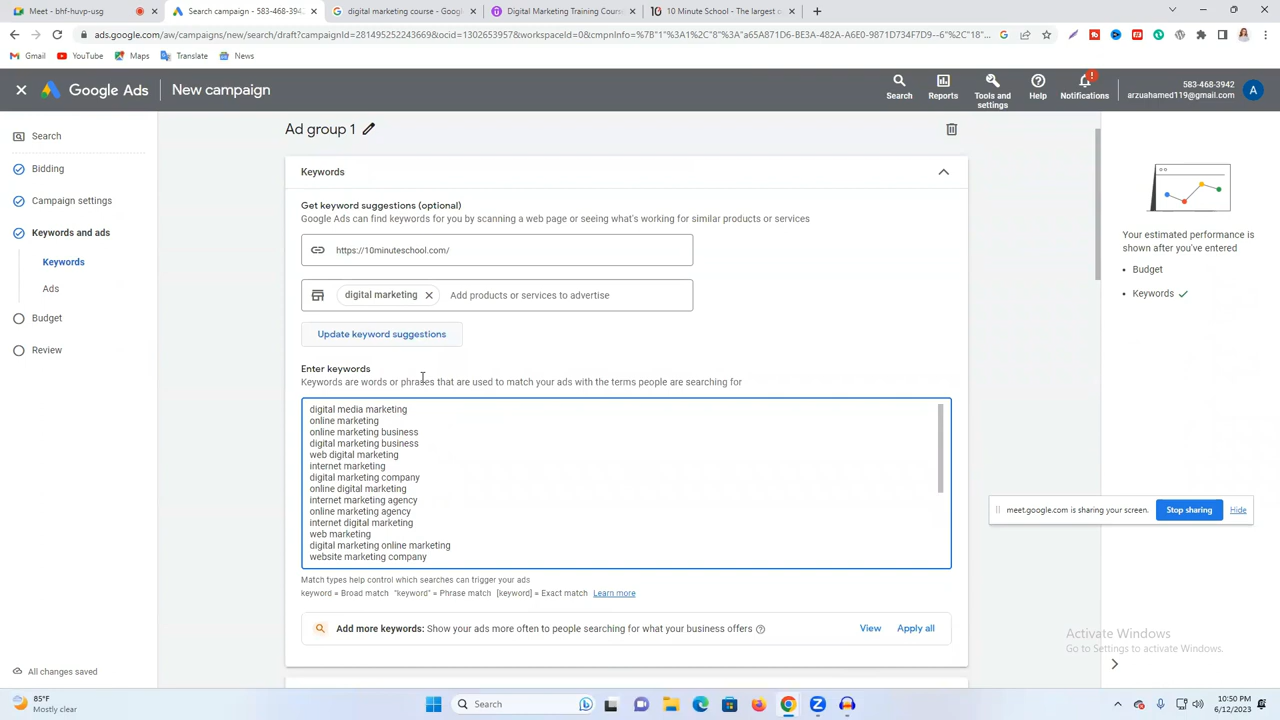 Meet - bhf-huvp-usg
Search campaign - 583-468-394
digital marketing course - Goog
Digital Marketing Training Cours
10 Minute School - The largest o
ads.google.com/aw/campaigns/new/search/draft?campaignId=281495252243669&ocid=1302653957&workspaceId=0&cmpnInfo=%7B"1"%3A1%2C"8"%3A"a65A871D6-BE3A-482A-A6E0-9871D734F7D9--6"%2C"18"...
Gmail
YouTube
Maps
Translate
News
Google Ads
New campaign
Search
Reports
Tools and
settings
Help
Notifications
583-468-3942
arzuahamed119@gmail.com
A
Search
Bidding
Campaign settings
Keywords and ads
Keywords
Ads
Budget
Review
All changes saved
Ad group 1
Keywords
Get keyword suggestions (optional)
Google Ads can find keywords for you by scanning a web page or seeing what's working for similar products or services
https://10minuteschool.com/
digital marketing
Add products or services to advertise
Update keyword suggestions
Enter keywords
Keywords are words or phrases that are used to match your ads with the terms people are searching for
digital media marketing
online marketing
online marketing business
digital marketing business
web digital marketing
internet marketing
digital marketing company
online digital marketing
internet marketing agency
online marketing agency
internet digital marketing
web marketing
digital marketing online marketing
website marketing company
Match types help control which searches can trigger your ads
keyword = Broad match "keyword" = Phrase match [keyword] = Exact match Learn more
Add more keywords: Show your ads more often to people searching for what your business offers
View
Apply all
Your estimated performance is
shown after you've entered
• Budget
• Keywords
meet.google.com is sharing your screen.
Stop sharing
Hide
Activate Windows
Go to Settings to activate Windows.
85°F
Mostly clear
Search
10:50 PM
6/12/2023